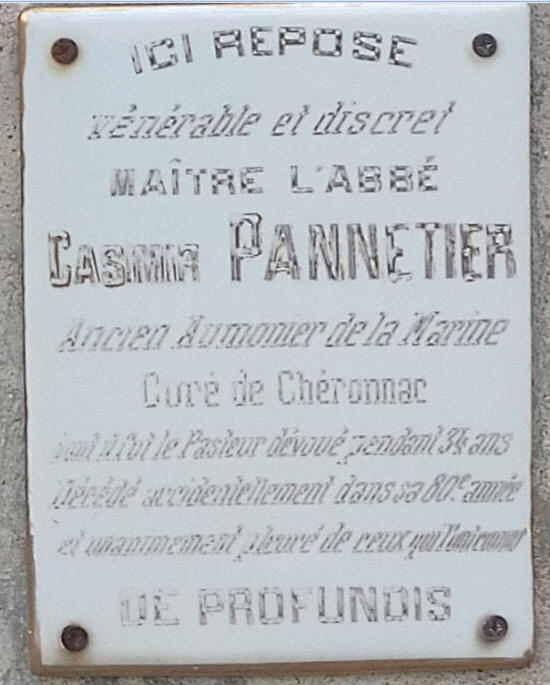 ICI REPOSE
vénérable et discret
MAÎTRE L'ABBÉ
CASIMIR PANNETIER
Ancien Aumonier de la Marine
Curé de Chéronnac
dont il fut le Pasteur dévoué pendant 34 ans
Décédé accidentellement dans sa 80e année
et unanimement pleuré de ceux qui l'ont connu
DE PROFUNDIS